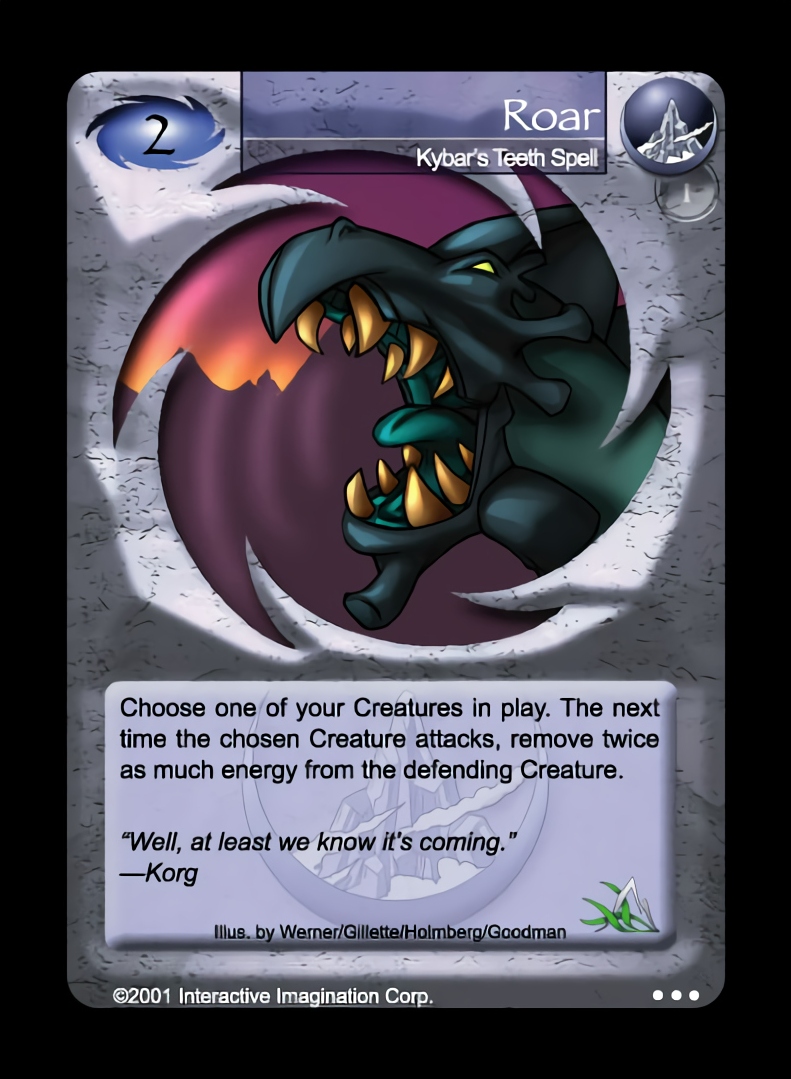 2
Roar
Kybar's Teeth Spell
1
Choose one of your Creatures in play. The next
time the chosen Creature attacks, remove twice
as much energy from the defending Creature.
“Well, at least we know it's coming.”
—Korg
Illus. by Werner/Gillette/Holmberg/Goodman
©2001 Interactive Imagination Corp.